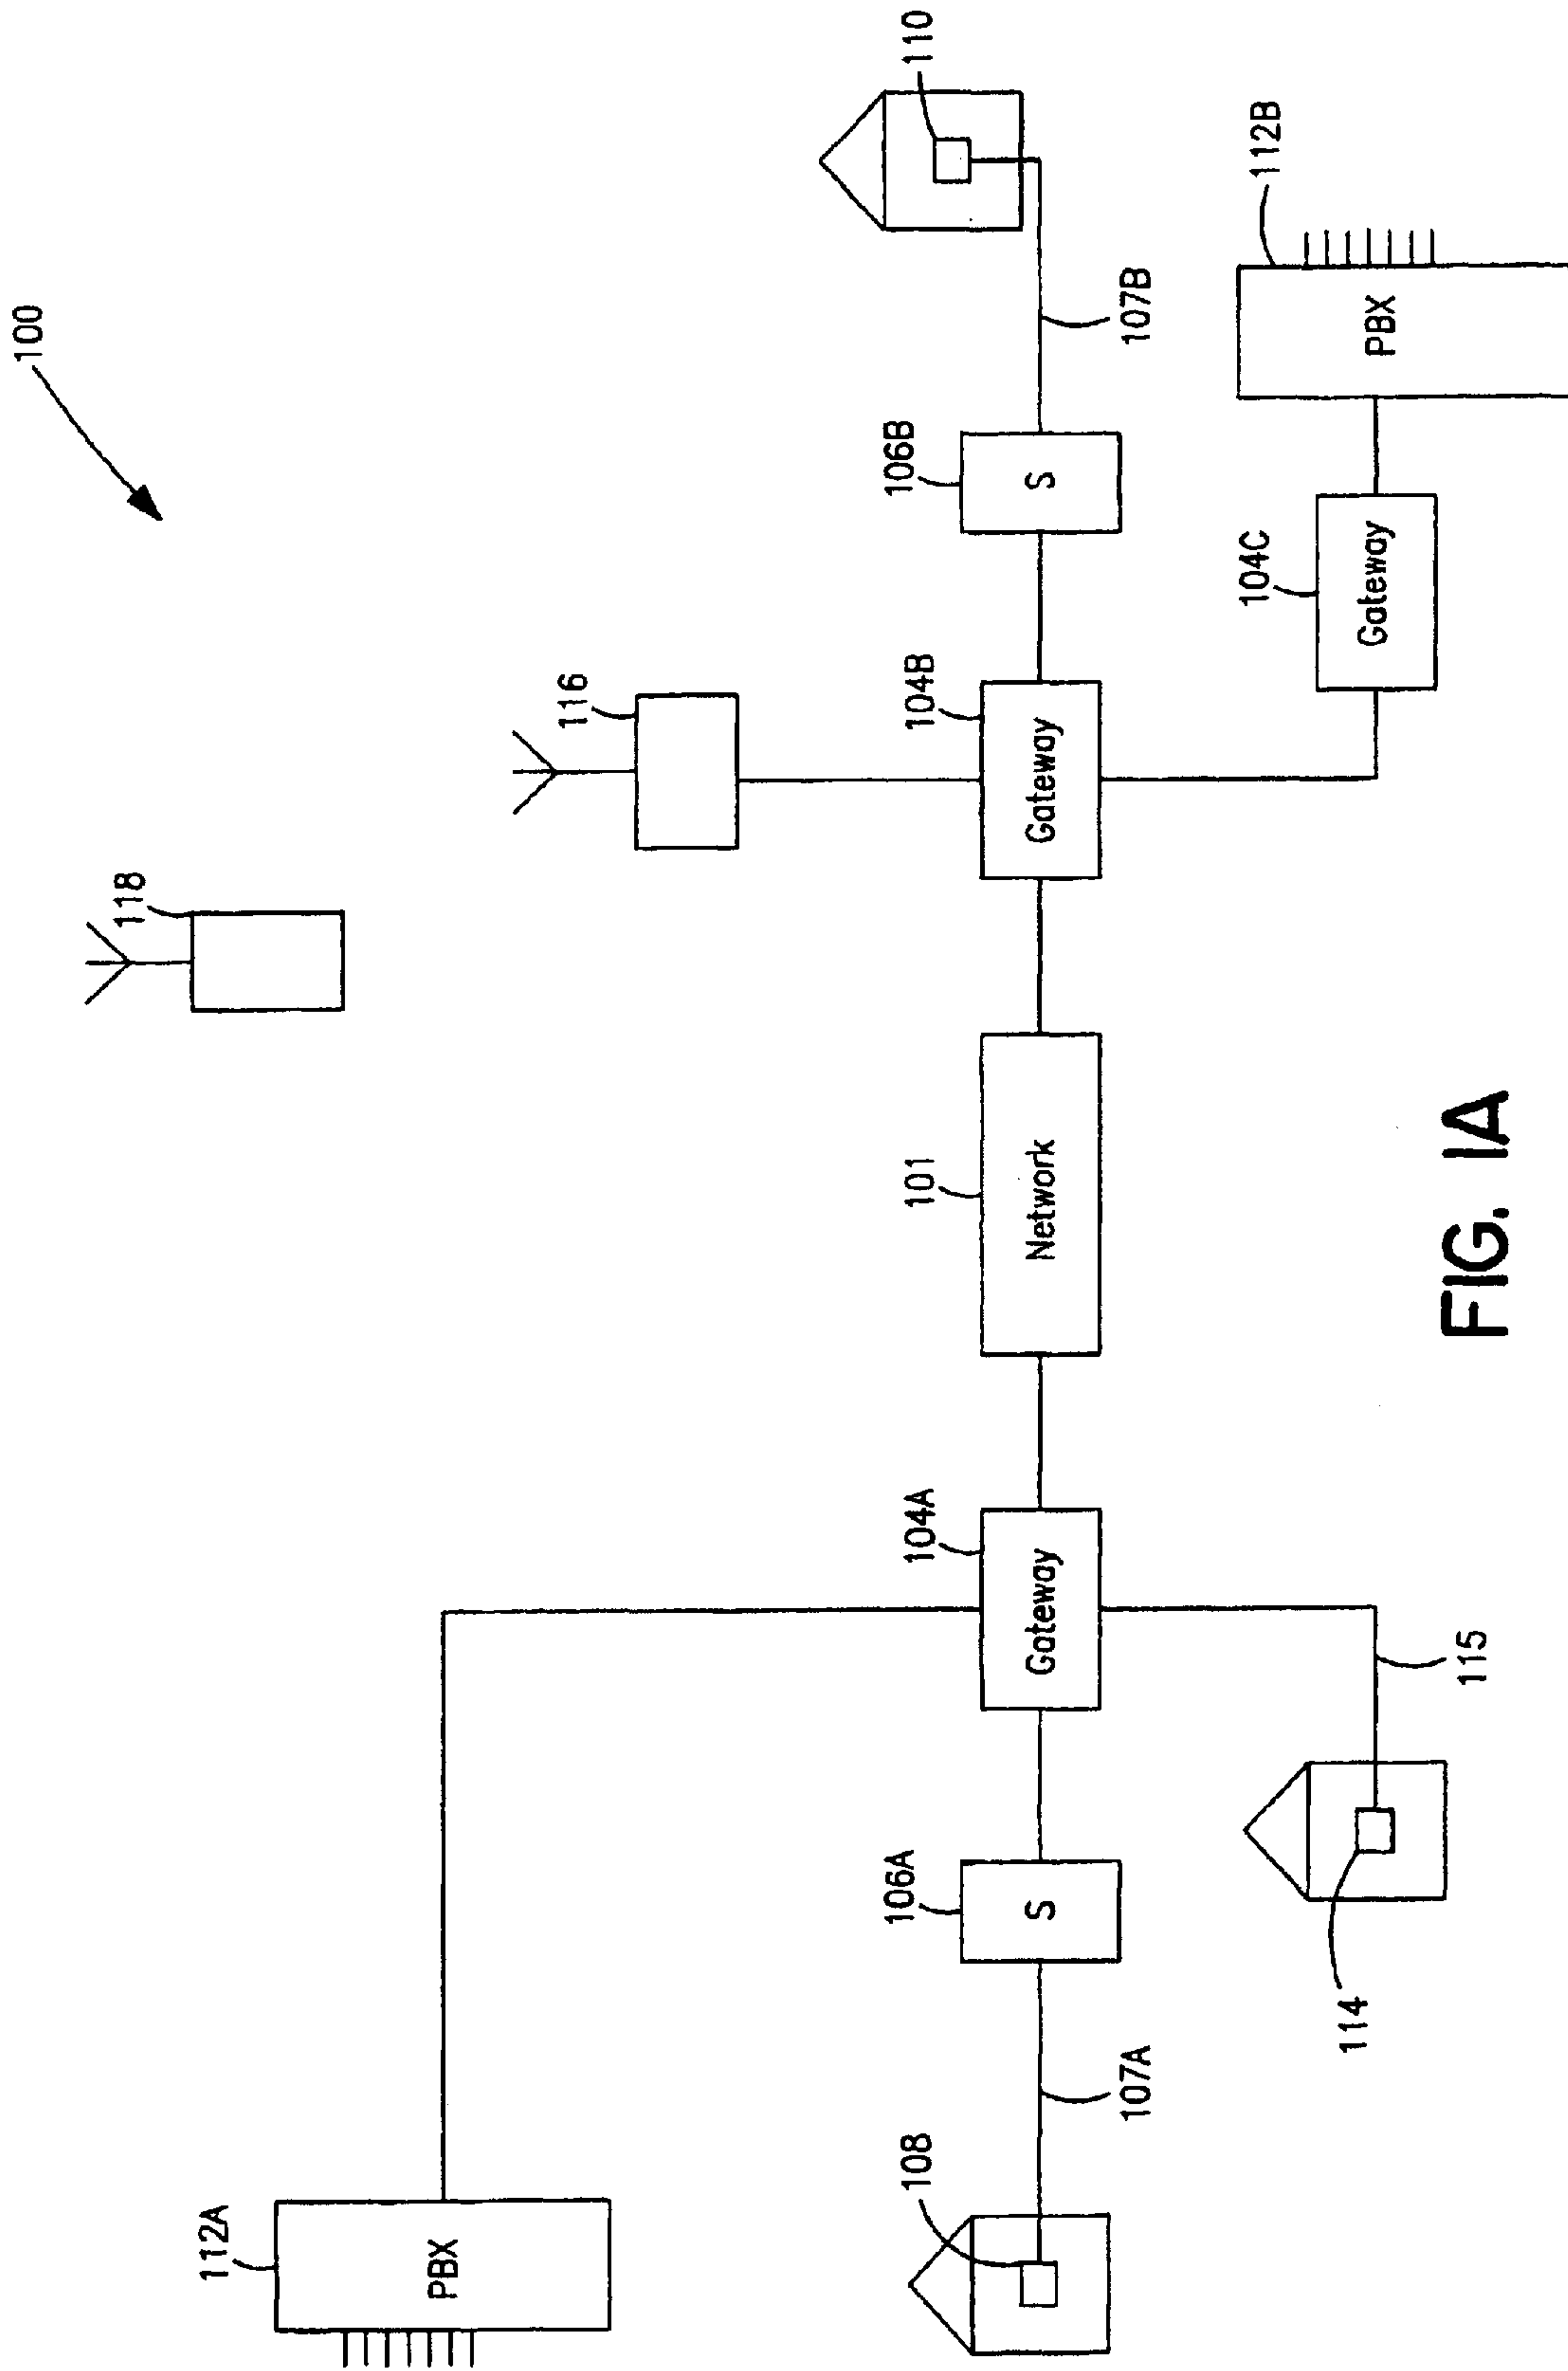 100
118
116
110
112A
PBX
108
107A
106A
S
104A
Gateway
101
Network
104B
Gateway
106B
S
107B
114
115
104C
Gateway
112B
PBX
FIG. 1A